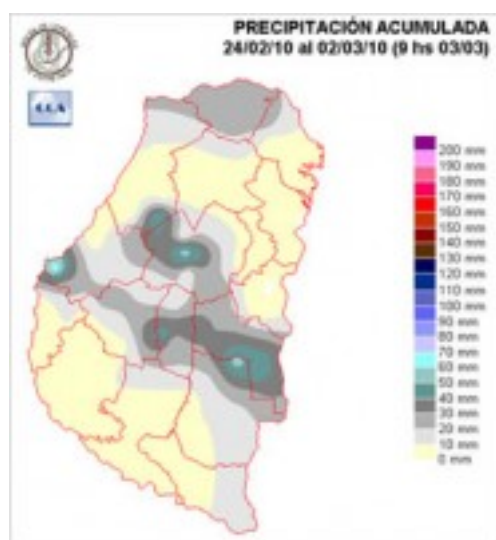 PRECIPITACIÓN ACUMULADA
24/02/10 al 02/03/10 (9 hs 03/03)
CCA
200 mm
190 mm
180 mm
170 mm
160 mm
150 mm
140 mm
130 mm
120 mm
110 mm
100 mm
90 mm
80 mm
70 mm
60 mm
50 mm
40 mm
30 mm
20 mm
10 mm
0 mm